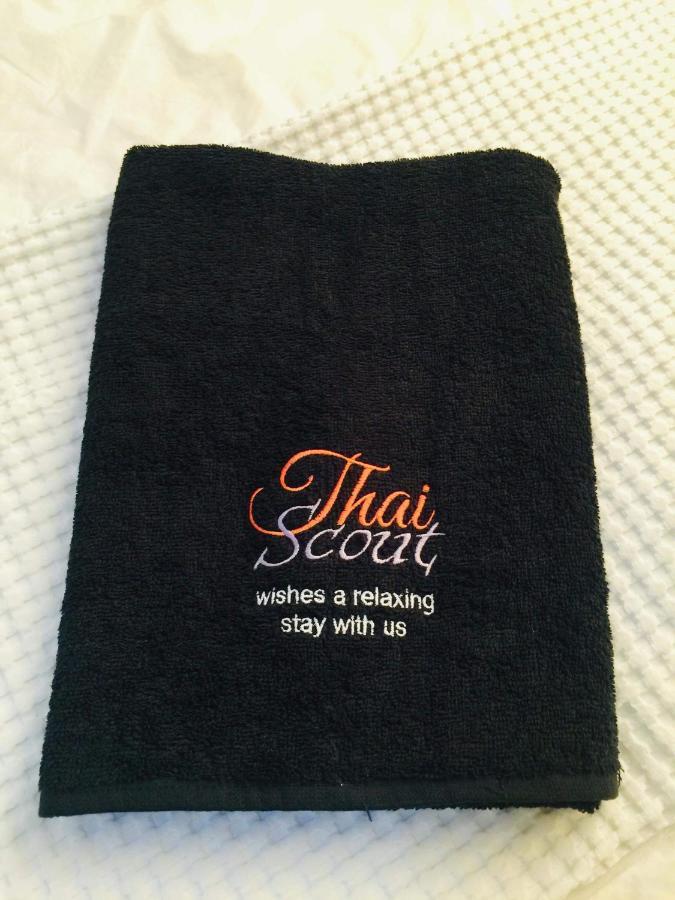 Thai
Scout
wishes a relaxing
stay with us